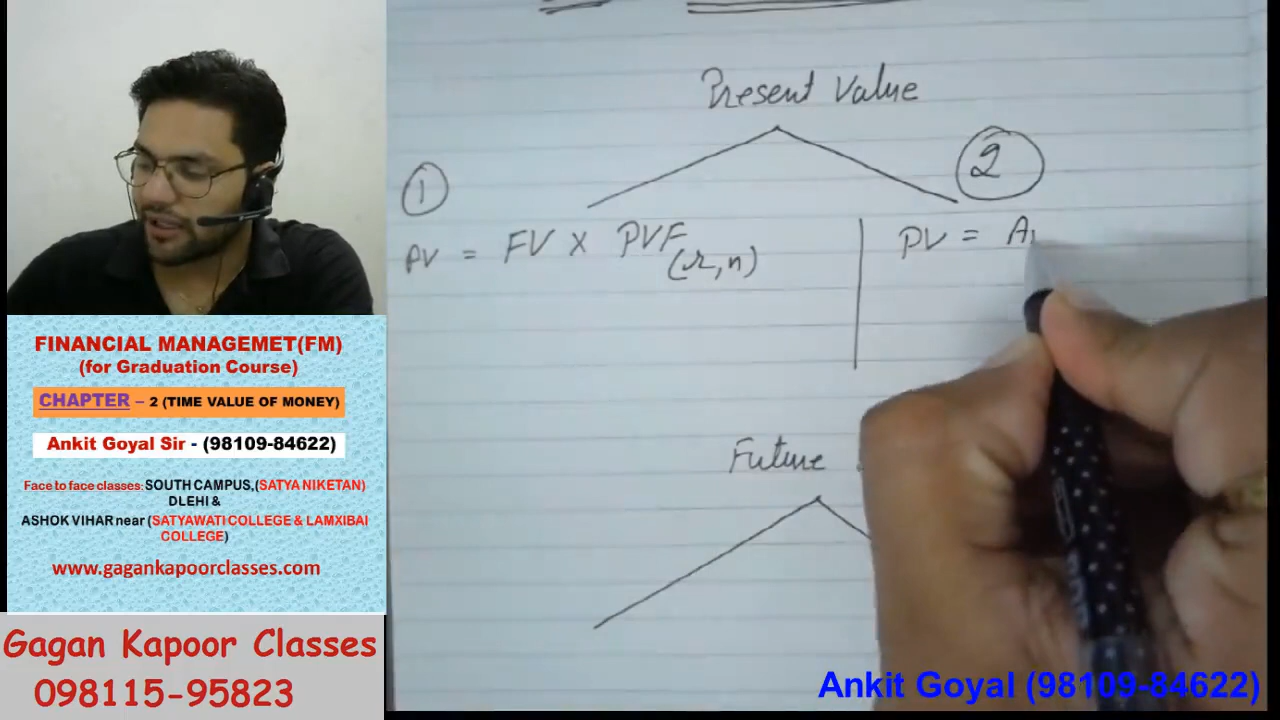 Present Value
1
2
PV = FV X PVF
(r, n)
PV = A
Future
FINANCIAL MANAGEMET(FM)
(for Graduation Course)
CHAPTER – 2 (TIME VALUE OF MONEY)
Ankit Goyal Sir - (98109-84622)
Face to face classes: SOUTH CAMPUS,(SATYA NIKETAN)
DLEHI &
ASHOK VIHAR near (SATYAWATI COLLEGE & LAMXIBAI
COLLEGE)
www.gagankapoorclasses.com
Gagan Kapoor Classes
098115-95823
Ankit Goyal (98109-84622)